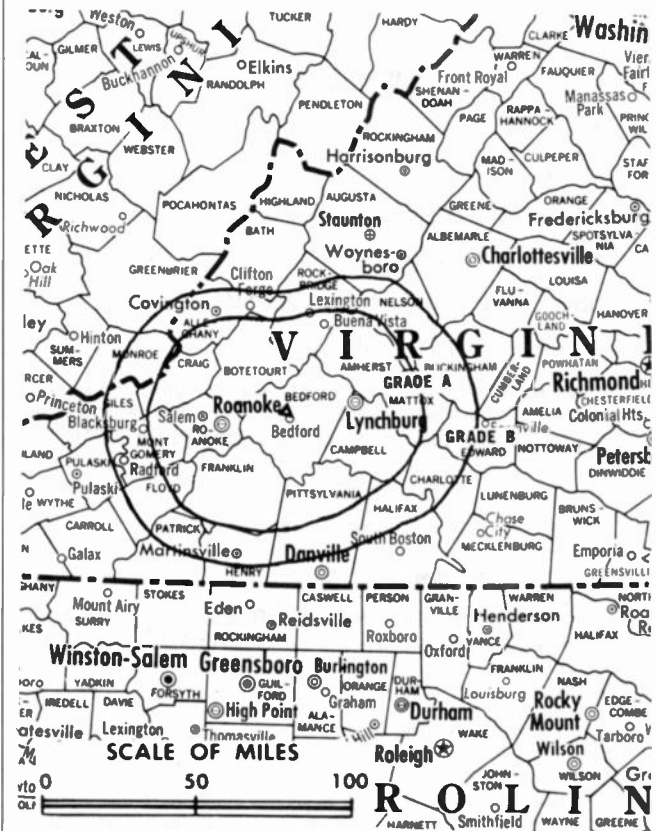 TUCKER
HARDY
Weston
LEWIS
UPSHUR
CLARKE
Washin
GILMER
Buckhannon
Elkins
WARREN
Front Royal
FAUQUIER
RANDOLPH
PENDLETON
SHENAN-
DOAH
Manassas
Park
BRAXTON
WEBSTER
ROCKINGHAM
PAGE
RAPPA-
HANNOCK
Harrisonburg
MAD-
ISON
CULPEPER
CLAY
NICHOLAS
POCAHONTAS
HIGHLAND
AUGUSTA
GREENE
ORANGE
Richwood
BATH
Staunton
ALBEMARLE
Fredericksburg
SPOTSYLVA-
NIA
Waynes-
boro
Charlottesville
Oak
Hill
GREENBRIER
Clifton
Forge
ROCK-
BRIDGE
LOUISA
Covington
Lexington
NELSON
FLU-
VANNA
HANOVER
ALLE-
GHANY
Buena Vista
GOOCH-
LAND
Hinton
SUM-
MERS
MONROE
V I R G I N I
CRAIG
BOTETOURT
AMHERST
BUCKINGHAM
CUMBER-
LAND
POWHATAN
GRADE A
Richmond
Princeton
GILES
BEDFORD
MATTOX
CHESTERFIELD
Blacksburg
Salem
Roanoke
Lynchburg
AMELIA
Colonial Hts
RO-
ANOKE
Bedford
GRADE B
MONT
GOMERY
CAMPBELL
EDWARD
NOTTOWAY
Petersb
PULASKI
Radford
FRANKLIN
CHARLOTTE
DINWIDDIE
Pulaski
FLOYD
PITTSYLVANIA
LUNENBURG
WYTHE
HALIFAX
BRUNS-
WICK
CARROLL
PATRICK
Chase
City
South Boston
MECKLENBURG
Galax
Martinsville
Danville
Emporia
HENRY
GREENSVILL
STOKES
CASWELL
PERSON
GRAN-
VILLE
WARREN
NORTH
Mount Airy
SURRY
Eden
Henderson
Reidsville
VANCE
ROCKINGHAM
Roxboro
HALIFAX
Oxford
Winston-Salem
Greensboro
Burlington
FRANKLIN
YADKIN
FORSYTH
GUIL-
FORD
ORANGE
DUR-
HAM
Louisburg
NASH
IREDELL
DAVIE
Graham
Rocky
Mount
EDGE-
COMBE
High Point
ALA-
MANCE
Durham
Lexington
Thomasville
Tarboro
WAKE
SCALE OF MILES
Raleigh
Wilson
WILSON
0 50 100
JOHN-
STON
R O L I N
HARNETT
Smithfield
WAYNE
GREENE